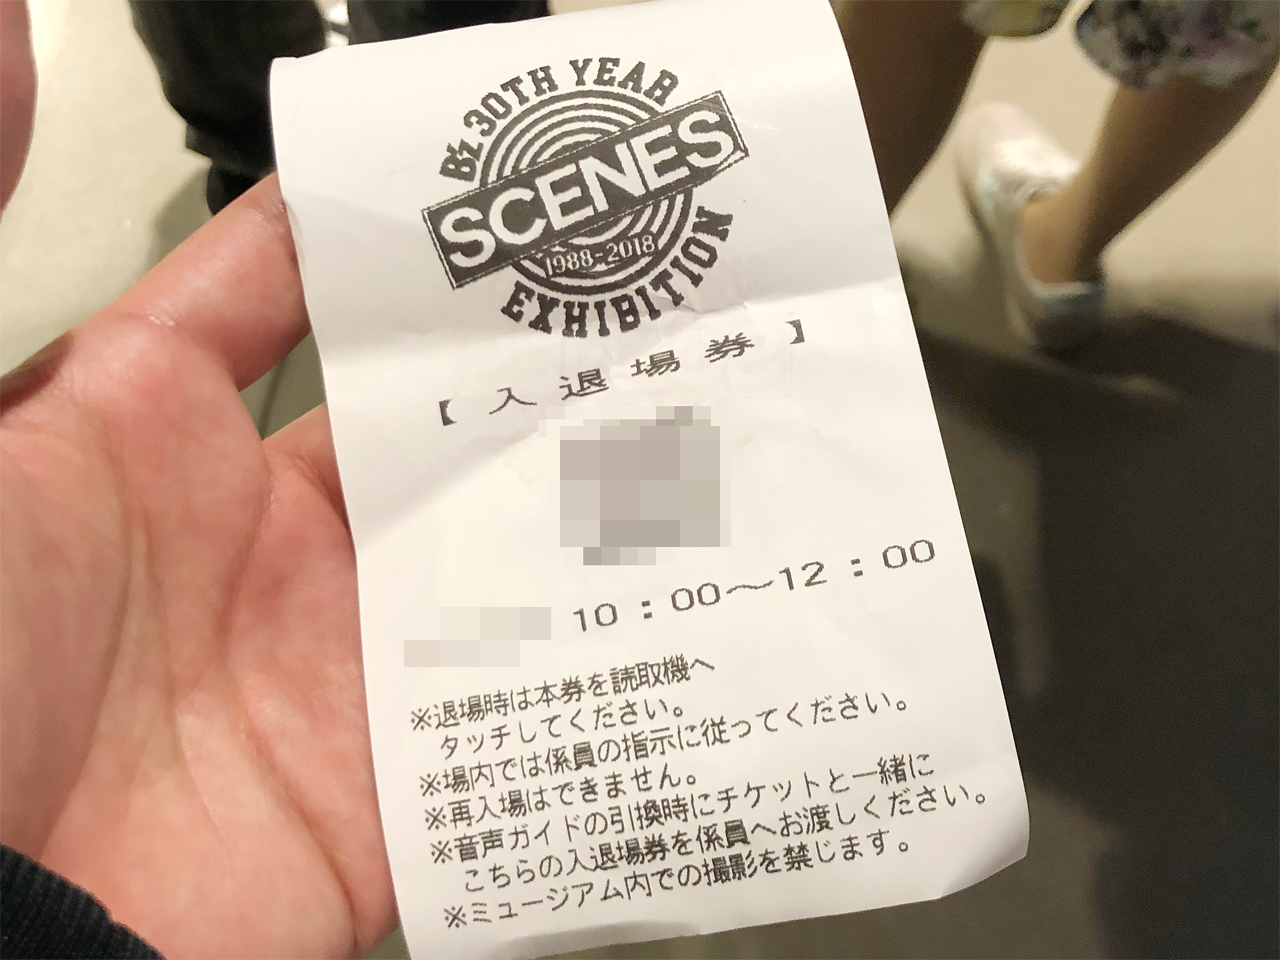 B'z 30TH YEAR
SCENES
1988-2018
EXHIBITION
【入退場券】
10:00〜12:00
※退場時は本券を読取機へ
タッチしてください。
※場内では係員の指示に従ってください。
※再入場はできません。
※音声ガイドの引換時にチケットと一緒に
こちらの入退場券を係員へお渡しください。
※ミュージアム内での撮影を禁じます。